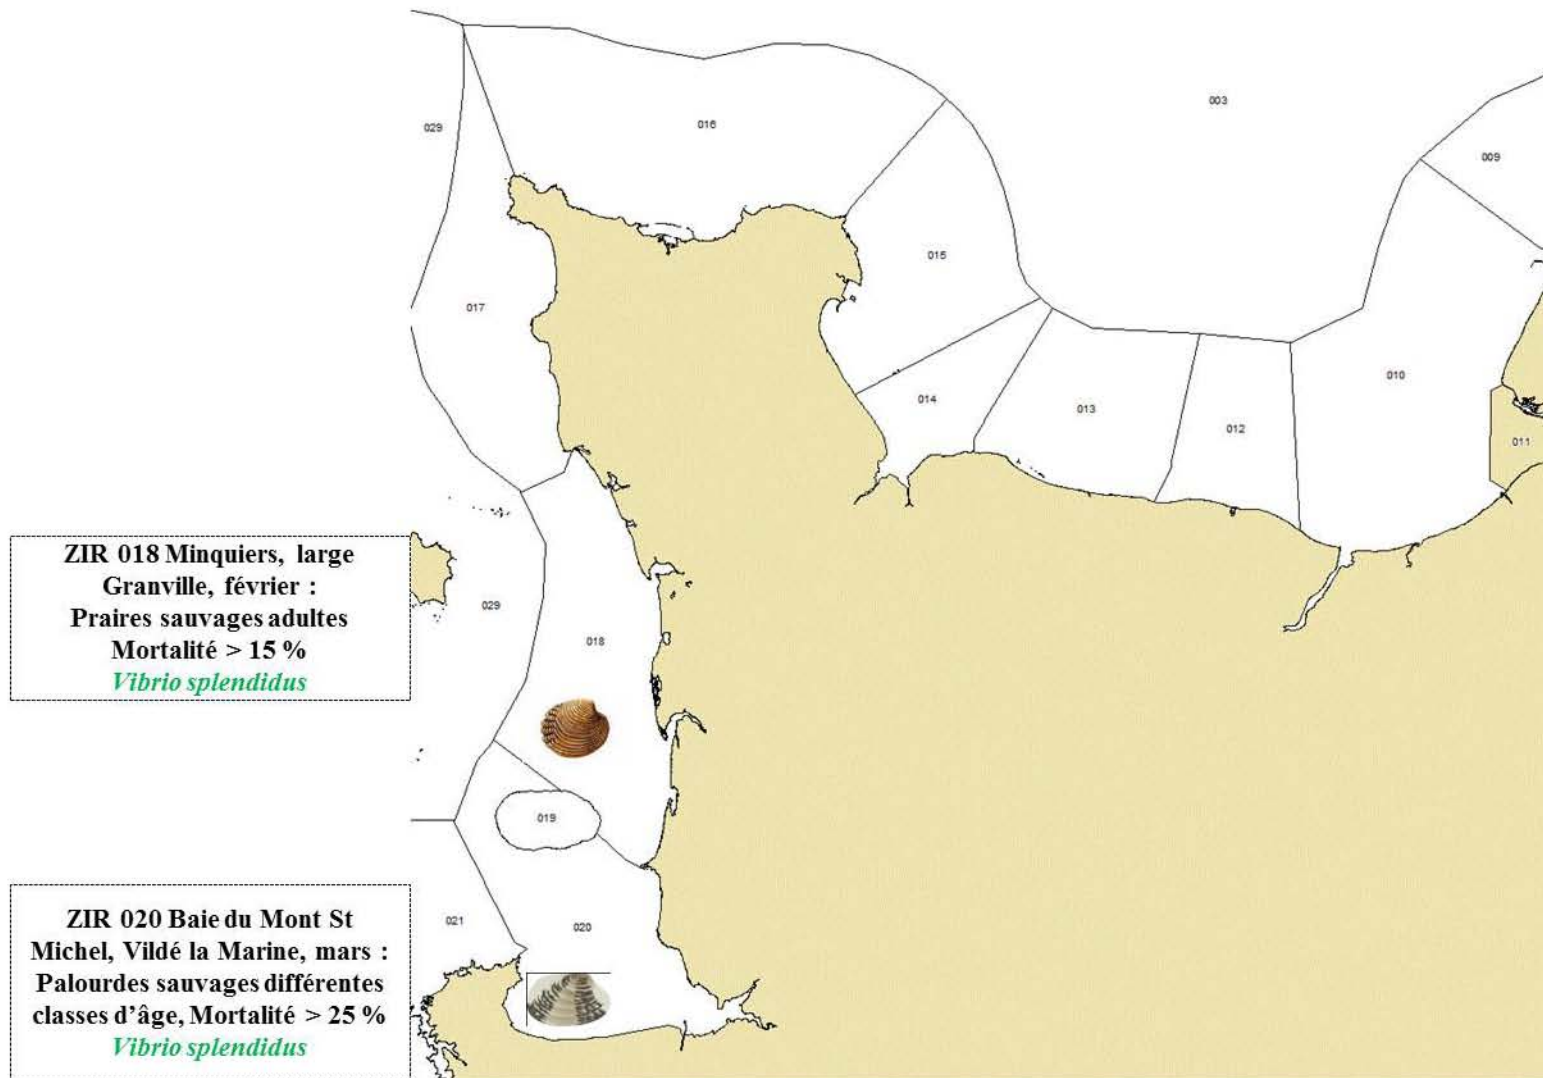 003
016
029
009
015
017
010
014
013
012
011
ZIR 018 Minquiers, large
Granville, février :
Praires sauvages adultes
Mortalité > 15 %
Vibrio splendidus
029
018
019
ZIR 020 Baie du Mont St
Michel, Vildé la Marine, mars :
Palourdes sauvages différentes
classes d’âge, Mortalité > 25 %
Vibrio splendidus
021
020